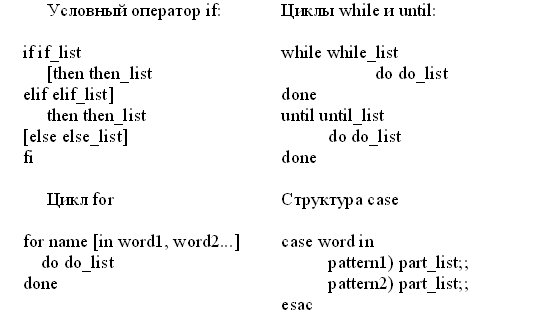 Условный оператор if:
if if_list
[then then_list
elif elif_list]
then then_list
[else else_list]
fi
Циклы while и until:
while while_list
do do_list
done
until until_list
do do_list
done
Цикл for
for name [in word1, word2...]
do do_list
done
Структура case
case word in
pattern1) part_list;;
pattern2) part_list;;
esac